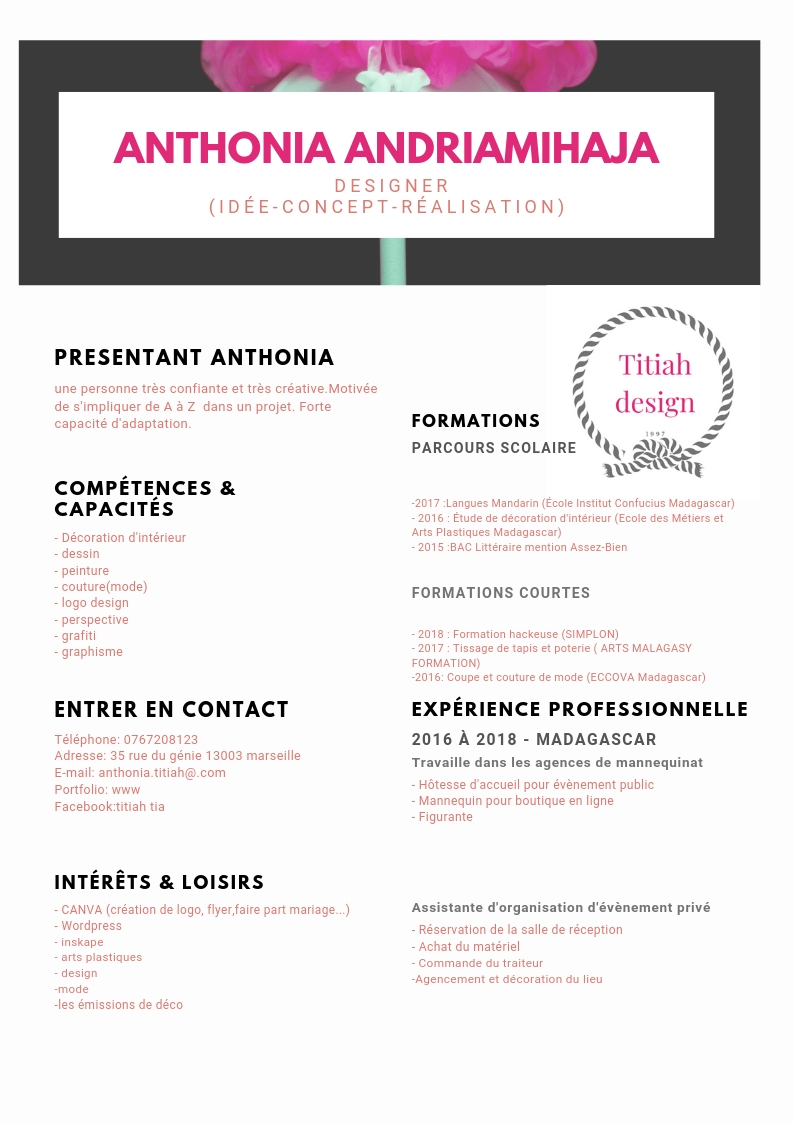 ANTHONIA ANDRIAMIHAJA
DESIGNER
(IDÉE-CONCEPT-RÉALISATION)
PRESENTANT ANTHONIA
une personne très confiante et très créative.Motivée
de s'impliquer de A à Z  dans un projet. Forte
capacité d'adaptation.
COMPÉTENCES &
CAPACITÉS
- Décoration d'intérieur
- dessin
- peinture
- couture(mode)
- logo design
- perspective
- grafiti
- graphisme
ENTRER EN CONTACT
Téléphone: 0767208123
Adresse: 35 rue du génie 13003 marseille
E-mail: anthonia.titiah@.com
Portfolio: www
Facebook:titiah tia
INTÉRÊTS & LOISIRS
- CANVA (création de logo, flyer,faire part mariage...)
- Wordpress
- inskape
- arts plastiques
- design
-mode
-les émissions de déco
Titiah
design
1997
FORMATIONS
PARCOURS SCOLAIRE
-2017 :Langues Mandarin (École Institut Confucius Madagascar)
- 2016 : Étude de décoration d'intérieur (Ecole des Métiers et
Arts Plastiques Madagascar)
- 2015 :BAC Littéraire mention Assez-Bien
FORMATIONS COURTES
- 2018 : Formation hackeuse (SIMPLON)
- 2017 : Tissage de tapis et poterie ( ARTS MALAGASY
FORMATION)
-2016: Coupe et couture de mode (ECCOVA Madagascar)
EXPÉRIENCE PROFESSIONNELLE
2016 À 2018 - MADAGASCAR
Travaille dans les agences de mannequinat
- Hôtesse d'accueil pour évènement public
- Mannequin pour boutique en ligne
- Figurante
Assistante d'organisation d'évènement privé
- Réservation de la salle de réception
- Achat du matériel
- Commande du traiteur
-Agencement et décoration du lieu